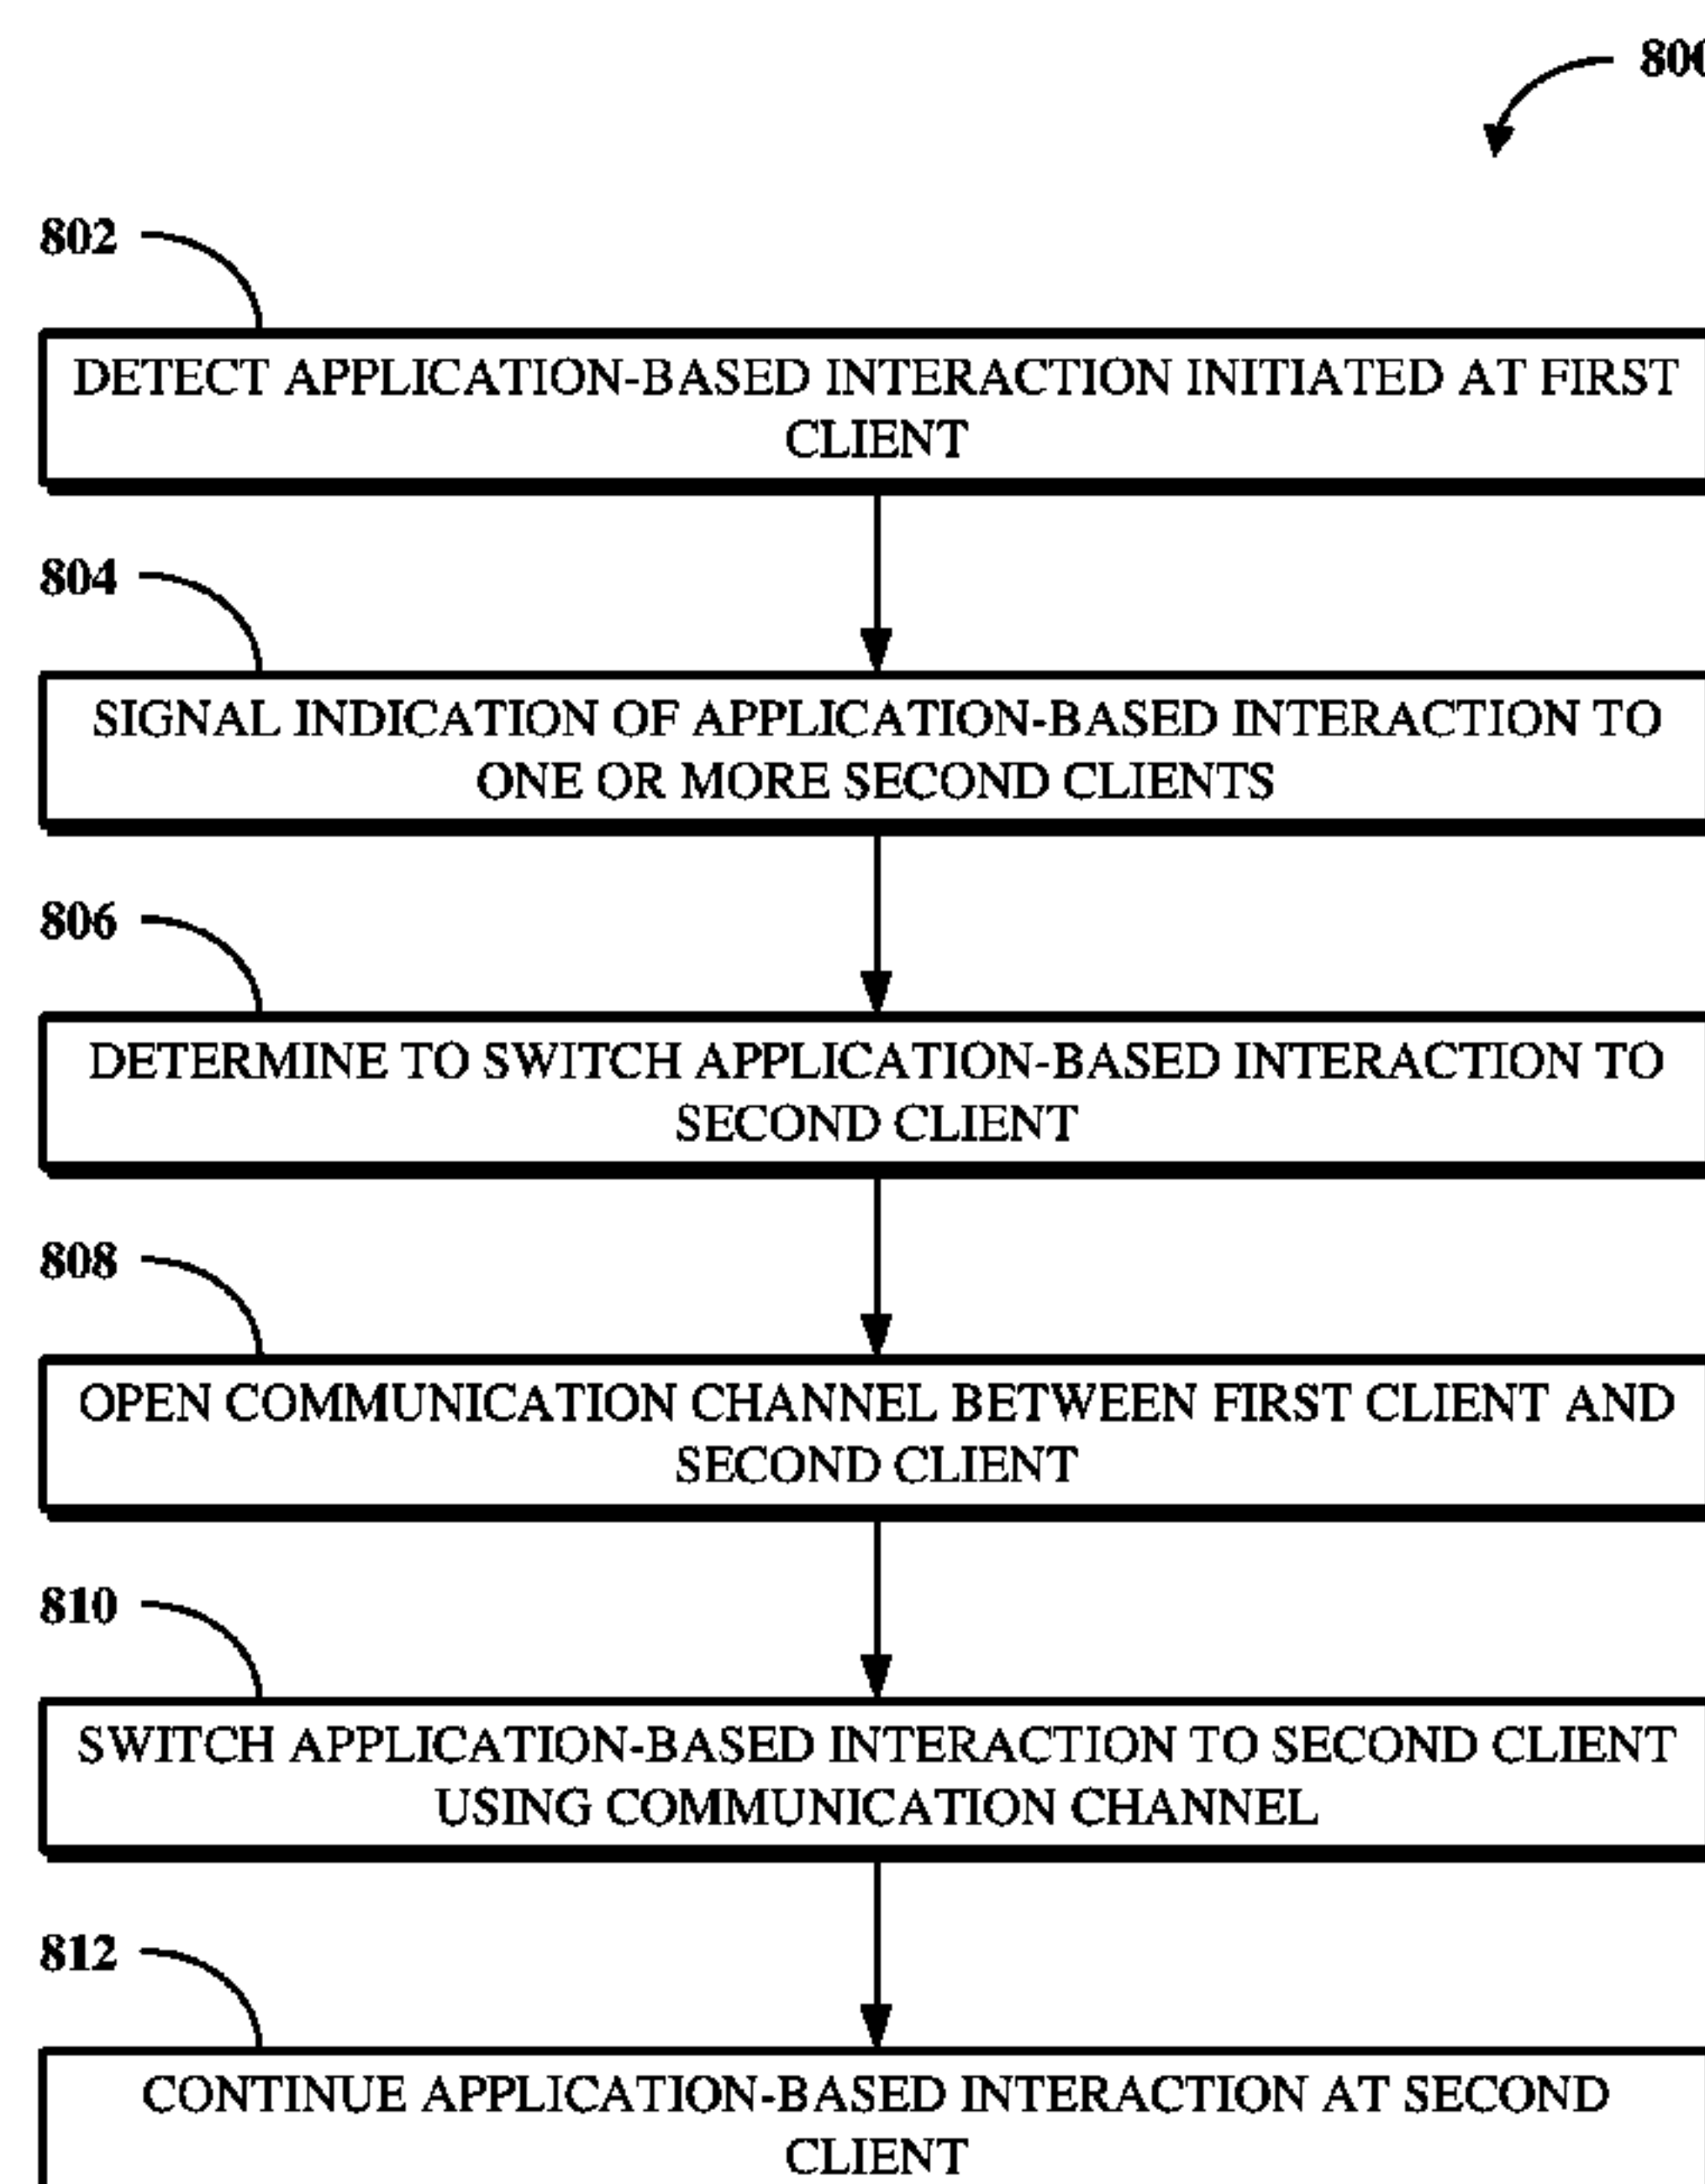 800
802
DETECT APPLICATION-BASED INTERACTION INITIATED AT FIRST
CLIENT
804
SIGNAL INDICATION OF APPLICATION-BASED INTERACTION TO
ONE OR MORE SECOND CLIENTS
806
DETERMINE TO SWITCH APPLICATION-BASED INTERACTION TO
SECOND CLIENT
808
OPEN COMMUNICATION CHANNEL BETWEEN FIRST CLIENT AND
SECOND CLIENT
810
SWITCH APPLICATION-BASED INTERACTION TO SECOND CLIENT
USING COMMUNICATION CHANNEL
812
CONTINUE APPLICATION-BASED INTERACTION AT SECOND
CLIENT